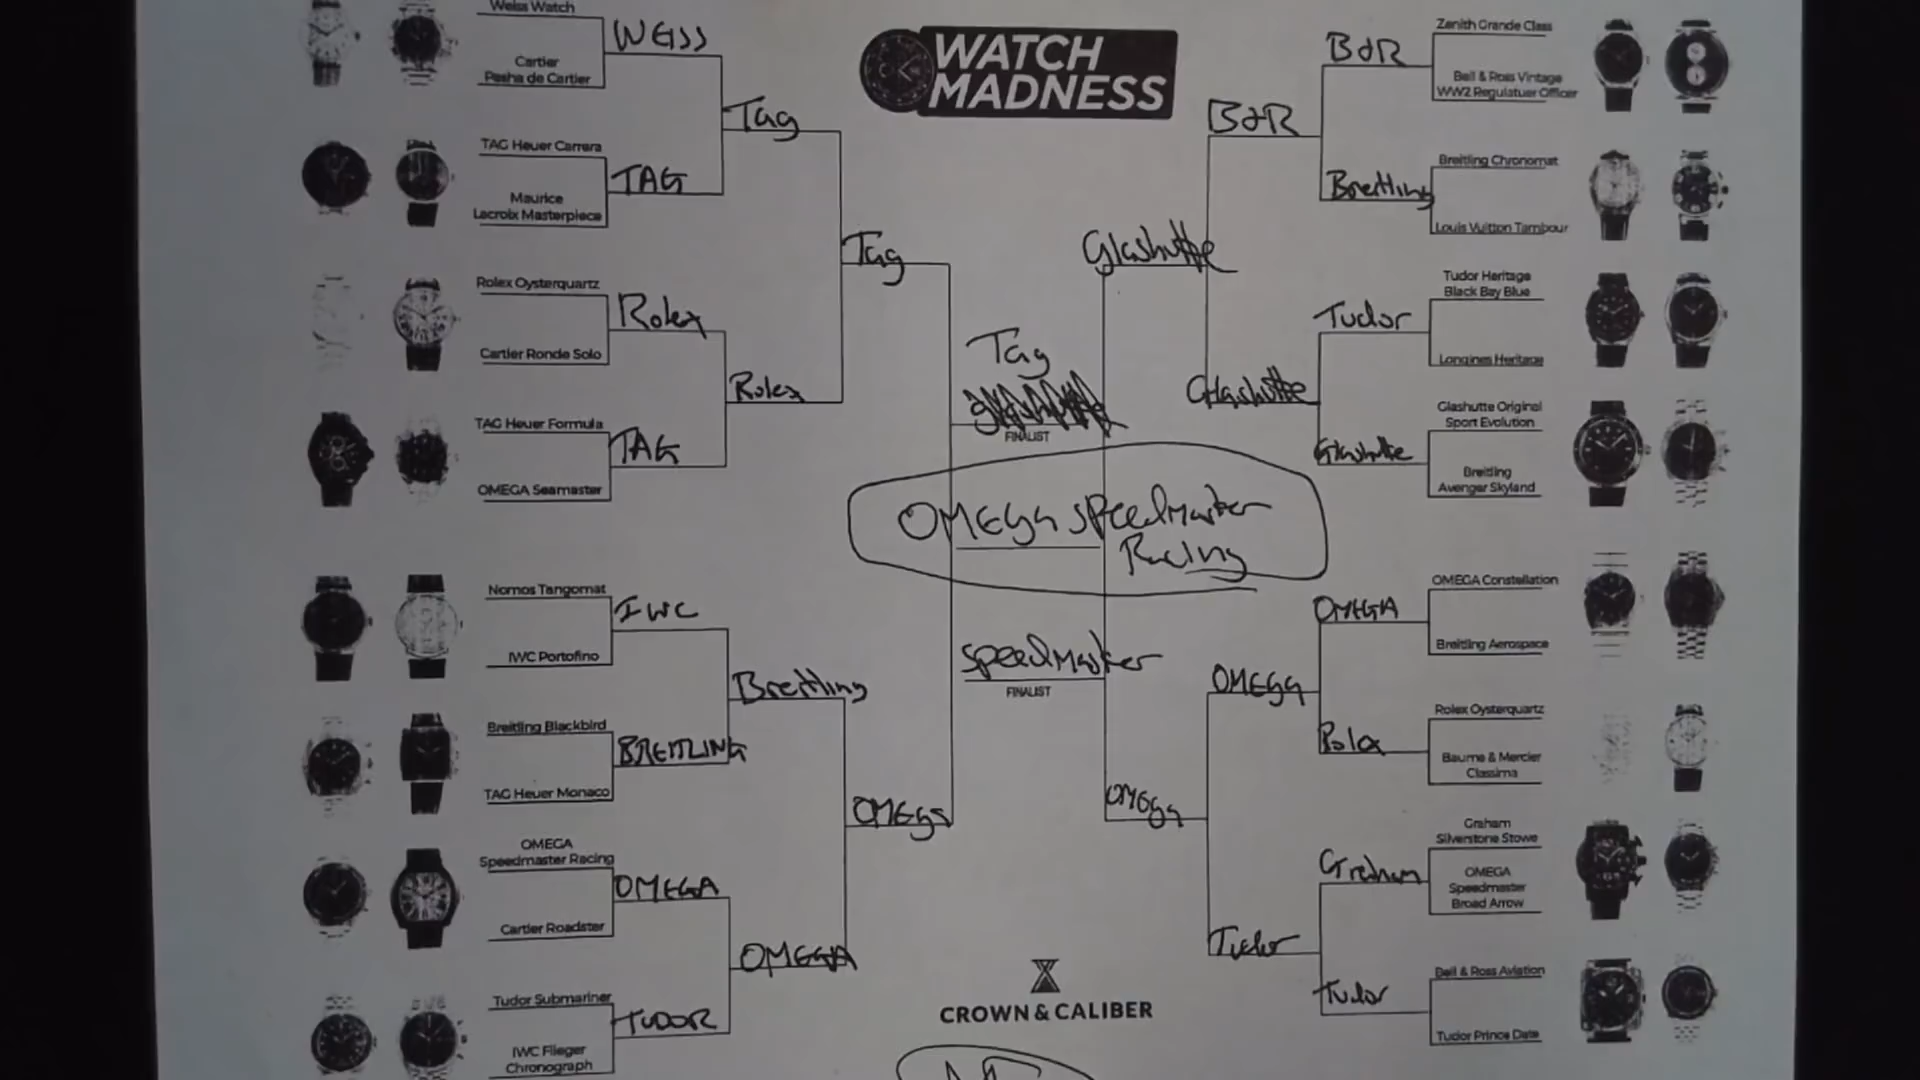 WATCH
MADNESS
Weiss Watch
WEISS
Cartier
Pasha de Cartier
Tag
TAG Heuer Carrera
TAG
Maurice
Lacroix Masterpiece
Tag
Rolex Oysterquartz
Rolex
Cartier Ronde Solo
Rolex
TAG Heuer Formula
TAG
OMEGA Seamaster
Nomos Tangomat
IWC
IWC Portofino
Breitling
Breitling Blackbird
BREITLING
TAG Heuer Monaco
OMEGA
OMEGA
Speedmaster Racing
OMEGA
Cartier Roadster
OMEGA
Tudor Submariner
TUDOR
IWC Flieger
Chronograph
Tag
FINALIST
OMEGA Speedmaster
Racing
Speedmaster
FINALIST
CROWN & CALIBER
Zenith Grande Class
B&R
Bell & Ross Vintage
WW2 Regulatuer Officer
B&R
Breitling Chronomat
Breitling
Louis Vuitton Tambour
Glashutte
Tudor Heritage
Black Bay Blue
Tudor
Longines Heritage
Glashutte
Glashutte Original
Sport Evolution
Glashutte
Breitling
Avenger Skyland
OMEGA Constellation
OMEGA
Breitling Aerospace
OMEGA
Rolex Oysterquartz
Rolex
Baume & Mercier
Classima
OMEGA
Graham
Silverstone Stowe
Graham
OMEGA
Speedmaster
Broad Arrow
Tudor
Bell & Ross Aviation
Tudor
Tudor Prince Date